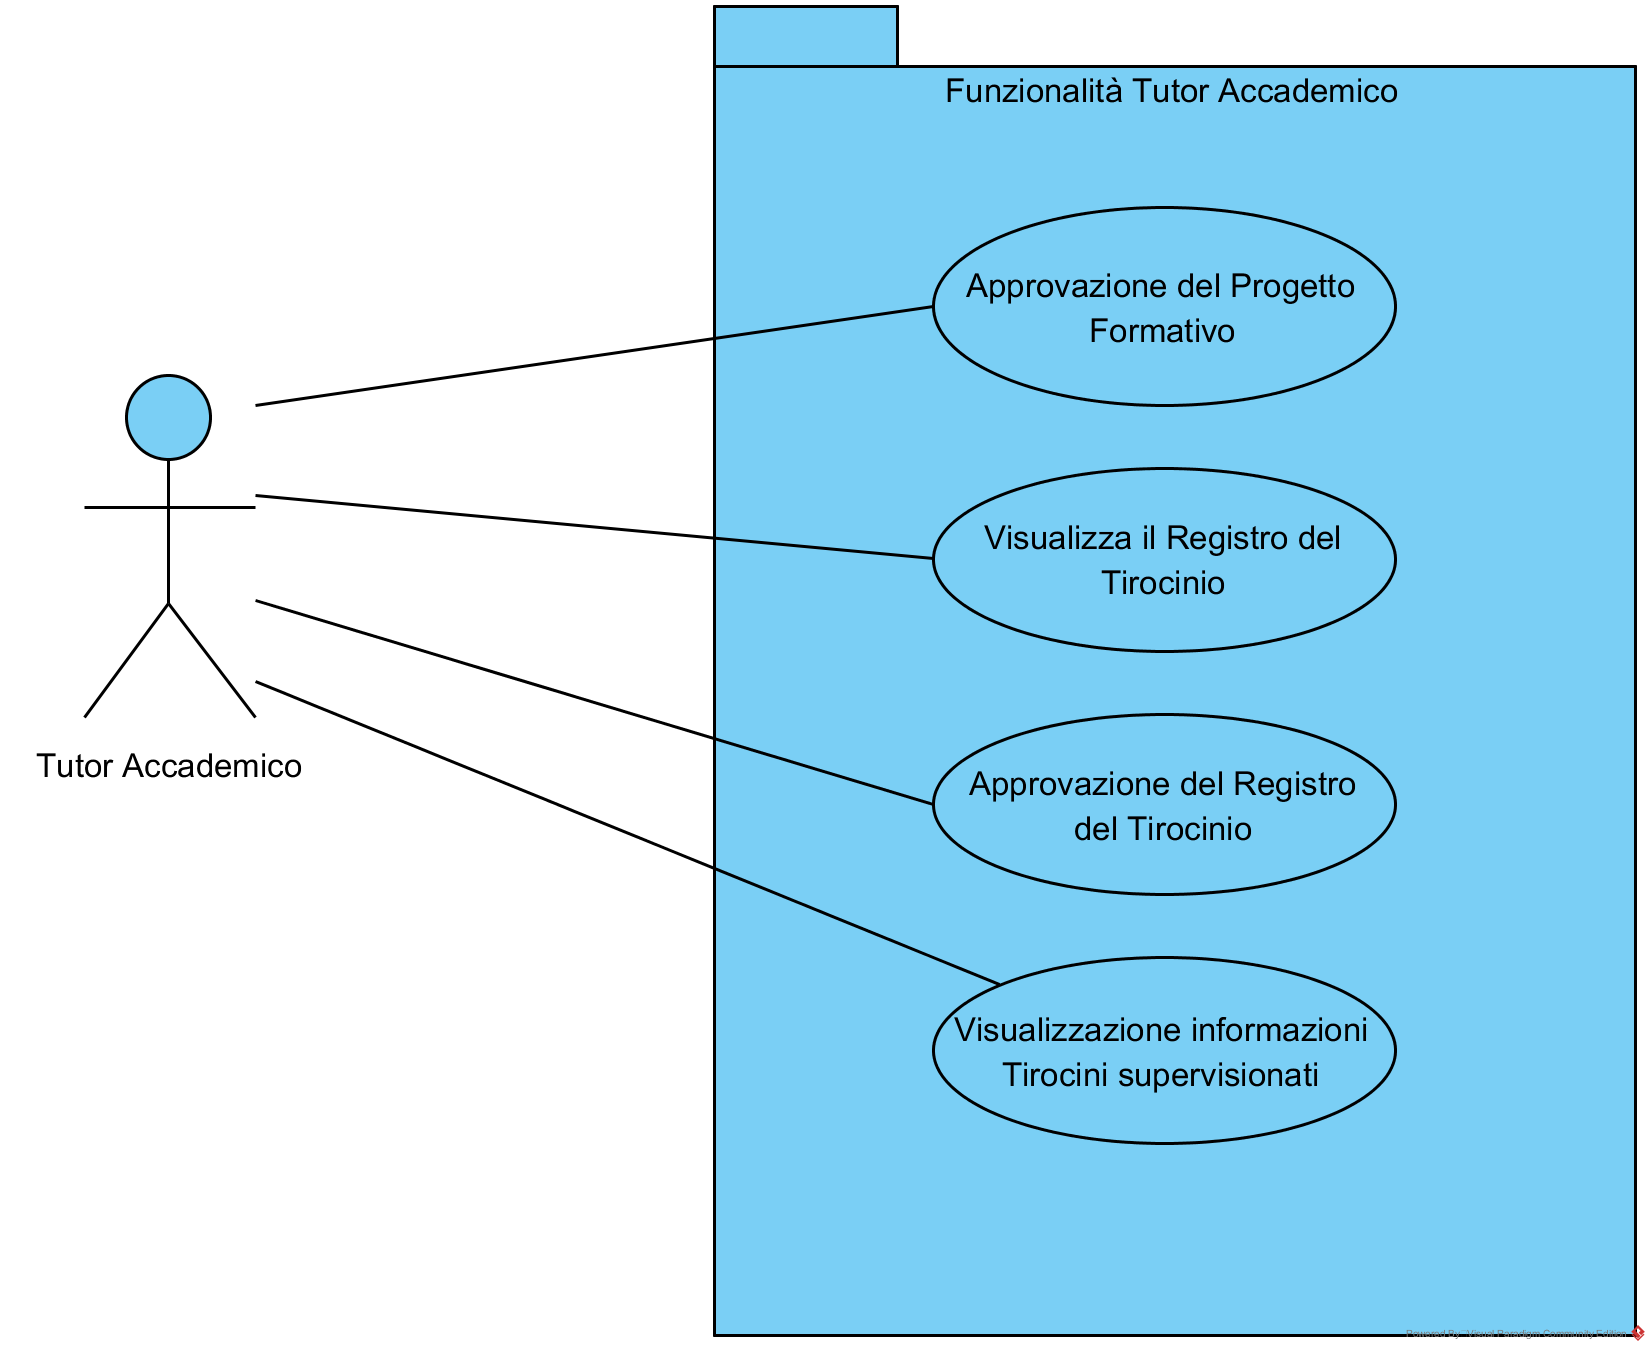 Funzionalità Tutor Accademico
Approvazione del Progetto
Formativo
Visualizza il Registro del
Tirocinio
Tutor Accademico
Approvazione del Registro
del Tirocinio
Visualizzazione informazioni
Tirocini supervisionati
Powered By Visual Paradigm Community Edition